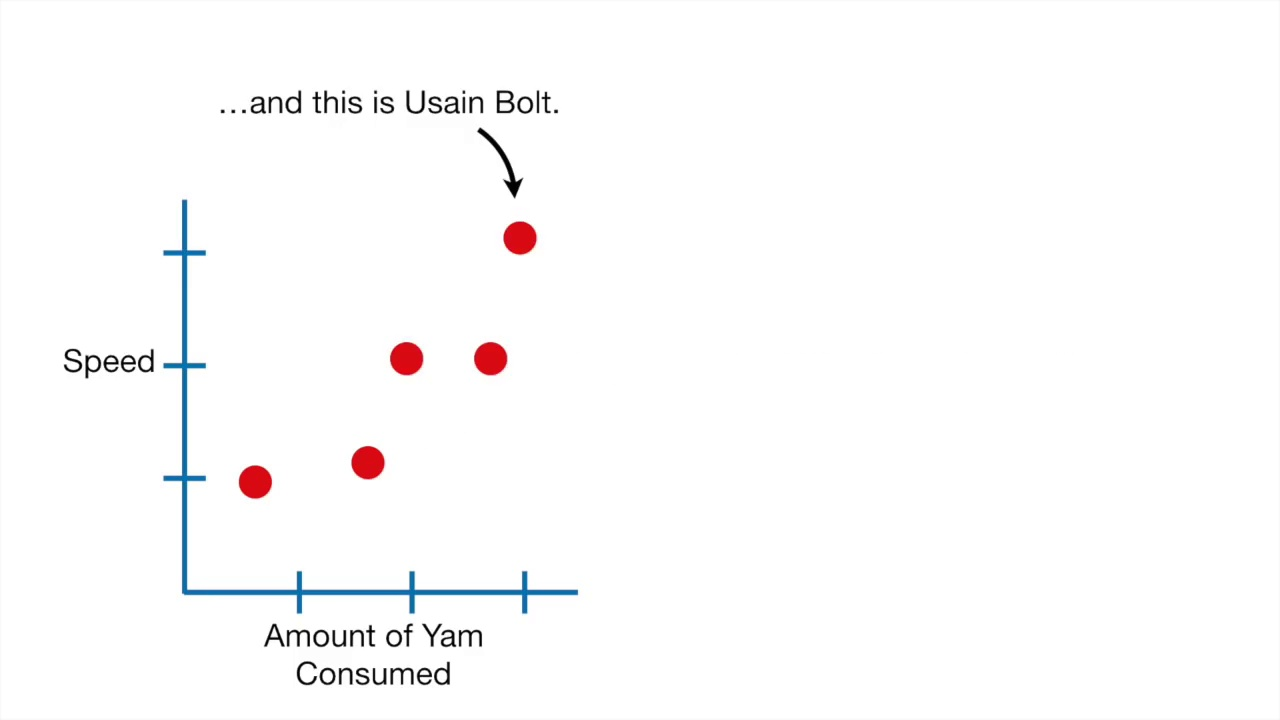 …and this is Usain Bolt.
Speed
Amount of Yam
Consumed